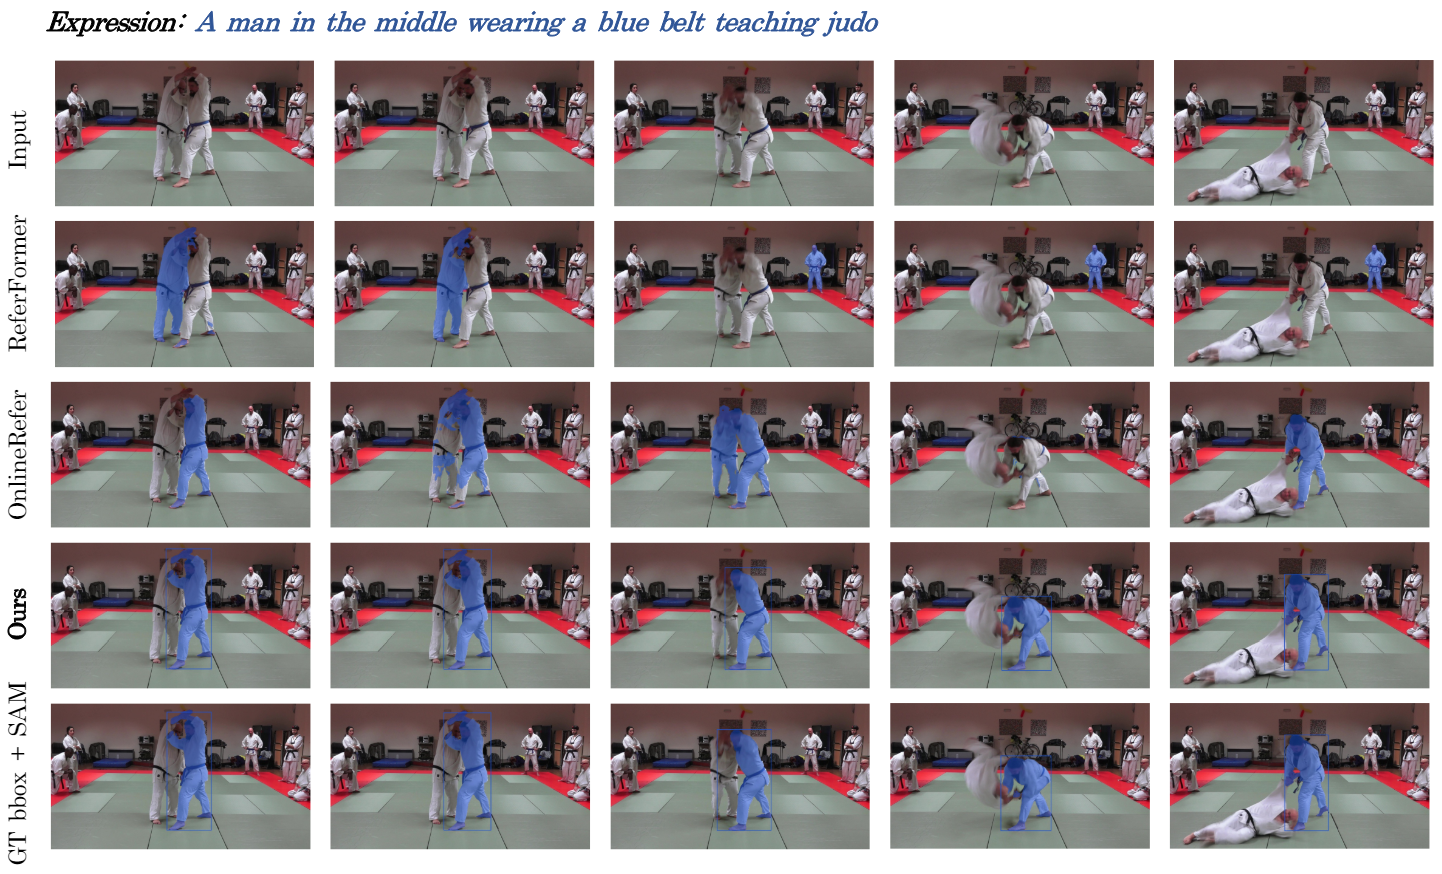 Expression: A man in the middle wearing a blue belt teaching judo
Input
ReferFormer
OnlineRefer
Ours
GT bbox + SAM